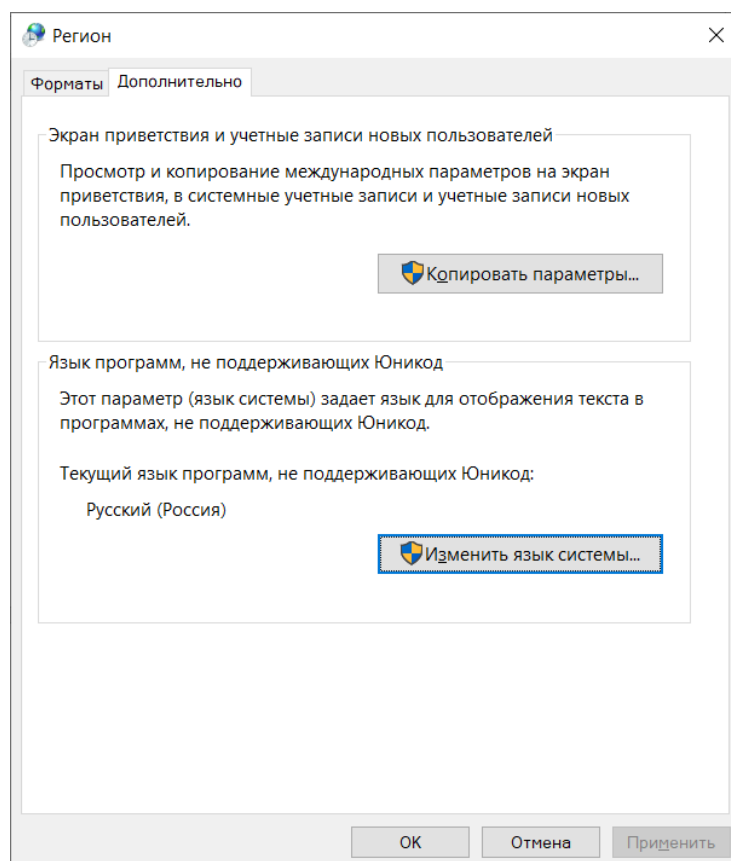 Регион
Форматы
Дополнительно
Экран приветствия и учетные записи новых пользователей
Просмотр и копирование международных параметров на экран
приветствия, в системные учетные записи и учетные записи новых
пользователей.
Копировать параметры...
Язык программ, не поддерживающих Юникод
Этот параметр (язык системы) задает язык для отображения текста в
программах, не поддерживающих Юникод.
Текущий язык программ, не поддерживающих Юникод:
Русский (Россия)
Изменить язык системы...
ОК
Отмена
Применить